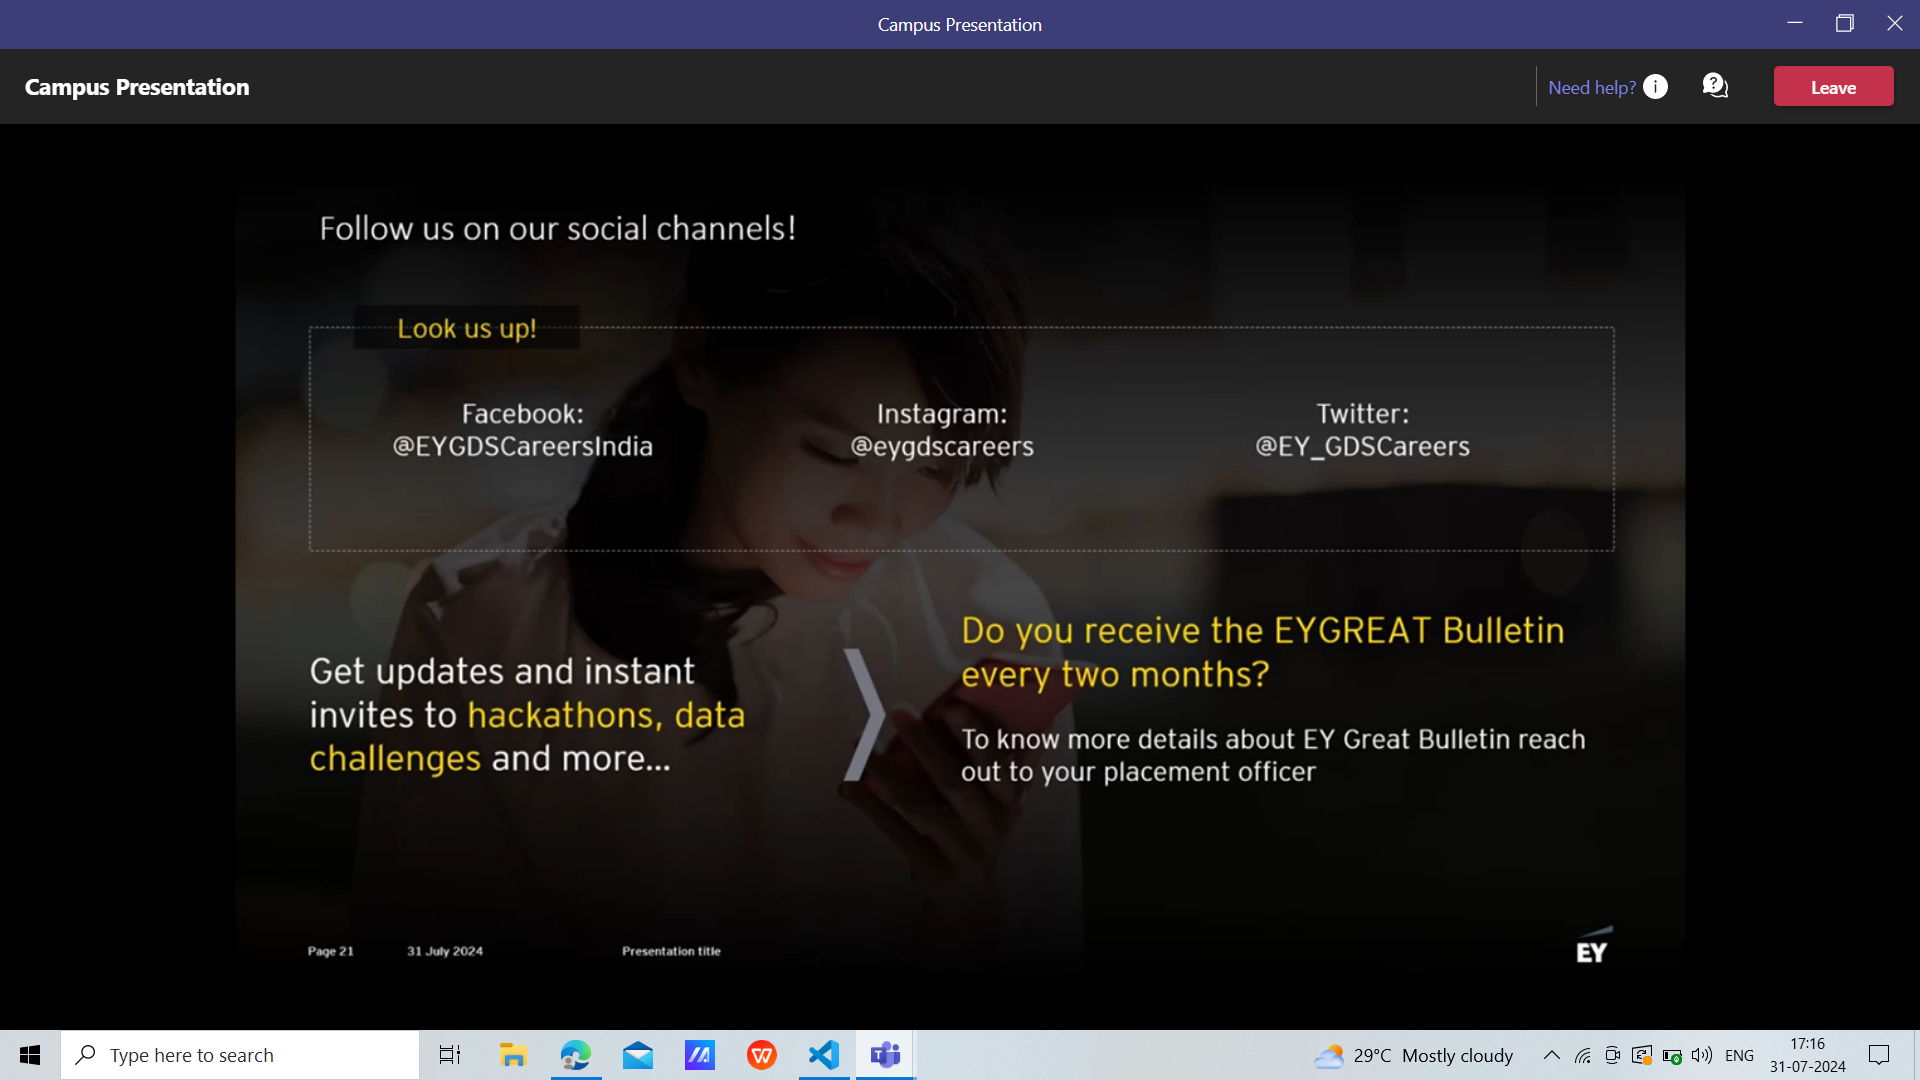 Campus Presentation
Campus Presentation
Need help?
Leave
Follow us on our social channels!
Look us up!
Facebook:
@EYGDSCareersIndia
Instagram:
@eygdscareers
Twitter:
@EY_GDSCareers
Get updates and instant
invites to hackathons, data
challenges and more...
Do you receive the EYGREAT Bulletin
every two months?
To know more details about EY Great Bulletin reach
out to your placement officer
Page 21
31 July 2024
Presentation title
EY
Type here to search
29°C Mostly cloudy
ENG
17:16
31-07-2024